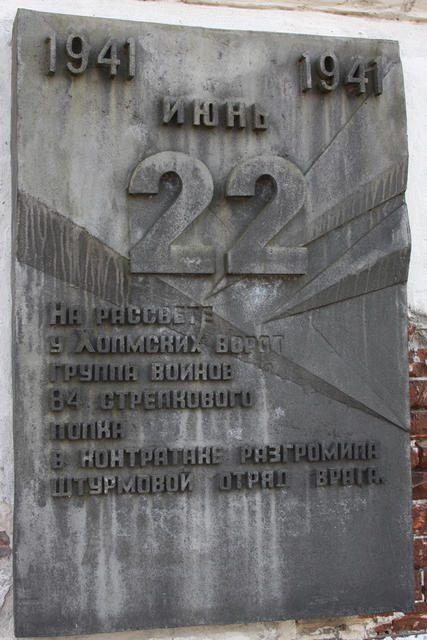 1941 1941
ИЮНЬ
22
НА РАССВЕТЕ
У ХОЛМСКИХ ВОРОТ
ГРУППА ВОИНОВ
84 СТРЕЛКОВОГО
ПОЛКА
В КОНТРАТАКЕ РАЗГРОМИЛА
ШТУРМОВОЙ ОТРЯД ВРАГА.